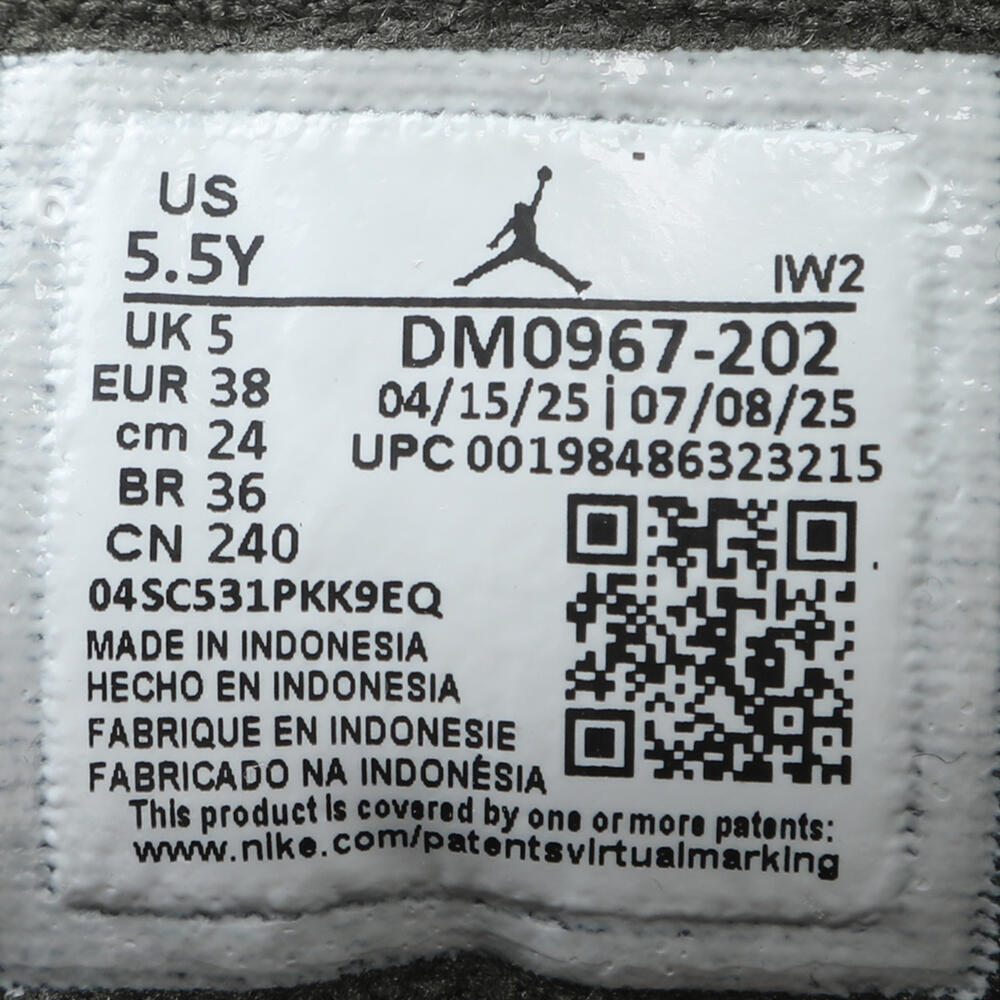 US
5.5Y
IW2
UK 5
EUR 38
cm 24
BR 36
CN 240
DM0967-202
04/15/25 | 07/08/25
UPC 00198486323215
04SC531PKK9EQ
MADE IN INDONESIA
HECHO EN INDONESIA
FABRIQUE EN INDONESIE
FABRICADO NA INDONÉSIA
This product is covered by one or more patents:
www.nike.com/patentsvirtualmarking